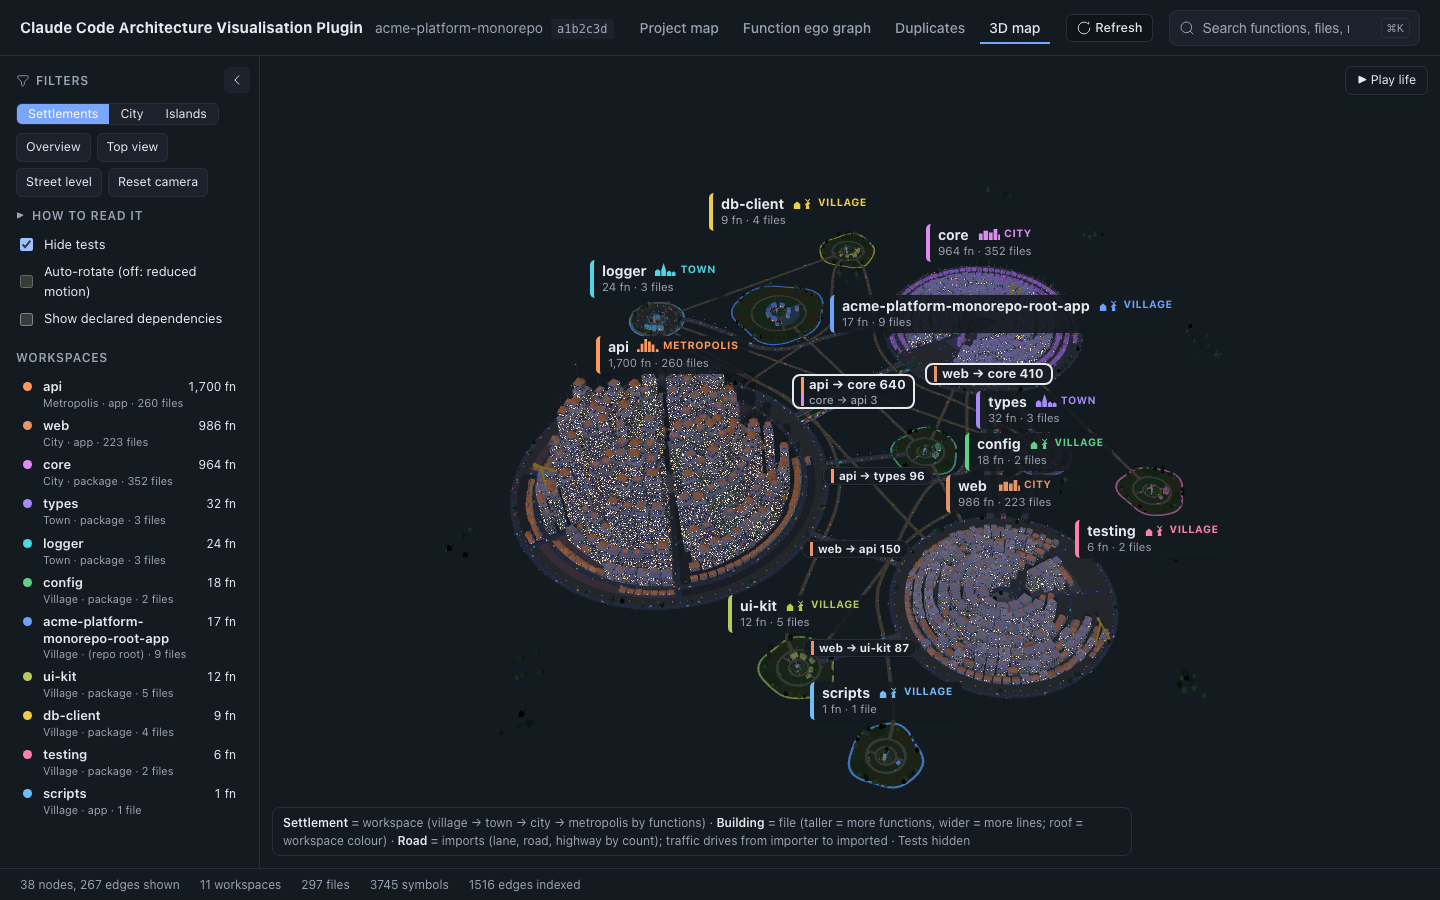 Claude Code Architecture Visualisation Plugin
acme-platform-monorepo
a1b2c3d
Project map
Function ego graph
Duplicates
3D map
Refresh
Search functions, files, r
⌘K
FILTERS
Settlements
City
Islands
Overview
Top view
Street level
Reset camera
HOW TO READ IT
Hide tests
Auto-rotate (off: reduced
motion)
Show declared dependencies
WORKSPACES
api 1,700 fn
Metropolis · app · 260 files
web 986 fn
City · app · 223 files
core 964 fn
City · package · 352 files
types 32 fn
Town · package · 3 files
logger 24 fn
Town · package · 3 files
config 18 fn
Village · package · 2 files
acme-platform- 17 fn
monorepo-root-app
Village · (repo root) · 9 files
ui-kit 12 fn
Village · package · 5 files
db-client 9 fn
Village · package · 4 files
testing 6 fn
Village · package · 2 files
scripts 1 fn
Village · app · 1 file
Play life
db-client VILLAGE
9 fn · 4 files
core CITY
964 fn · 352 files
logger TOWN
24 fn · 3 files
acme-platform-monorepo-root-app VILLAGE
17 fn · 9 files
api METROPOLIS
1,700 fn · 260 files
web → core 410
api → core 640
core → api 3
types TOWN
32 fn · 3 files
config VILLAGE
18 fn · 2 files
api → types 96
web CITY
986 fn · 223 files
testing VILLAGE
6 fn · 2 files
web → api 150
ui-kit VILLAGE
12 fn · 5 files
web → ui-kit 87
scripts VILLAGE
1 fn · 1 file
Settlement = workspace (village → town → city → metropolis by functions) · Building = file (taller = more functions, wider = more lines; roof =
workspace colour) · Road = imports (lane, road, highway by count); traffic drives from importer to imported · Tests hidden
38 nodes, 267 edges shown
11 workspaces
297 files
3745 symbols
1516 edges indexed